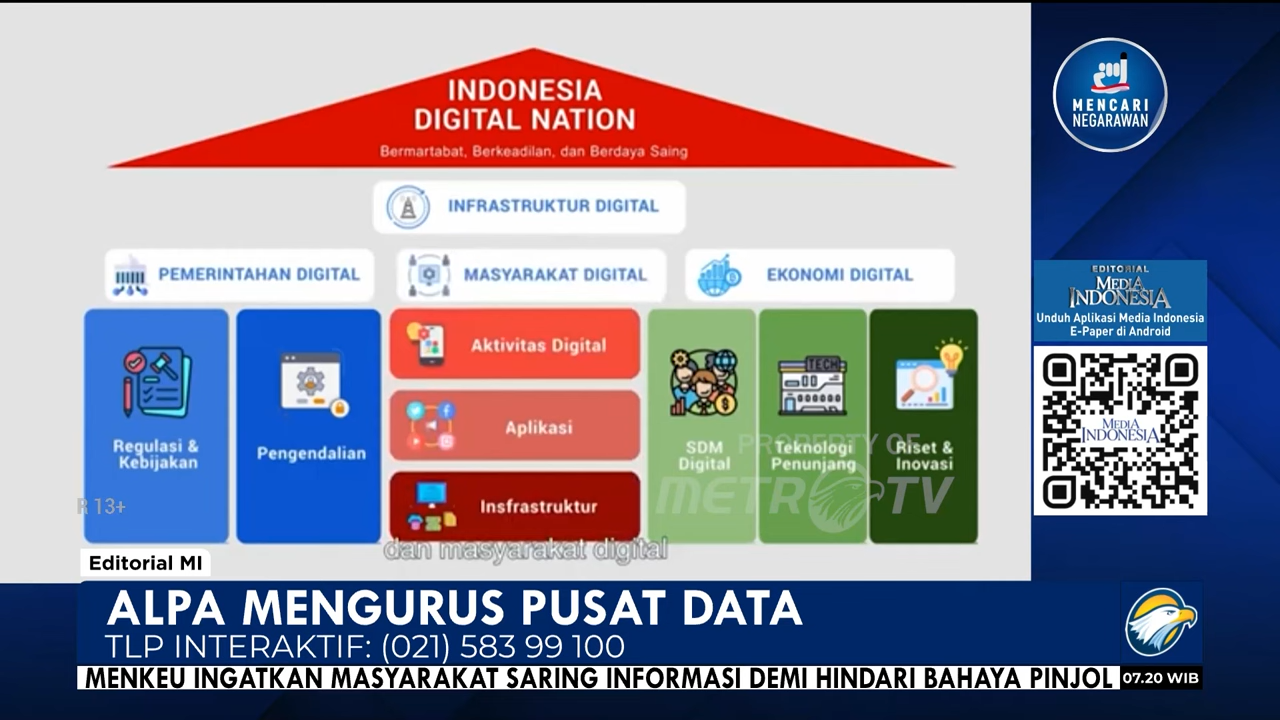 INDONESIA
DIGITAL NATION
Bermartabat, Berkeadilan, dan Berdaya Saing
INFRASTRUKTUR DIGITAL
PEMERINTAHAN DIGITAL
MASYARAKAT DIGITAL
EKONOMI DIGITAL
Regulasi &
Kebijakan
Pengendalian
Aktivitas Digital
Aplikasi
Insfrastruktur
SDM
Digital
TECH
Teknologi
Penunjang
Riset &
Inovasi
PROPERTY OF
METRO TV
R 13+
dan masyarakat digital
MENCARI
NEGARAWAN
EDITORIAL
MEDIA
INDONESIA
Unduh Aplikasi Media Indonesia
E-Paper di Android
MEDIA
INDONESIA
Editorial MI
ALPA MENGURUS PUSAT DATA
TLP INTERAKTIF: (021) 583 99 100
MENKEU INGATKAN MASYARAKAT SARING INFORMASI DEMI HINDARI BAHAYA PINJOL
07.20 WIB